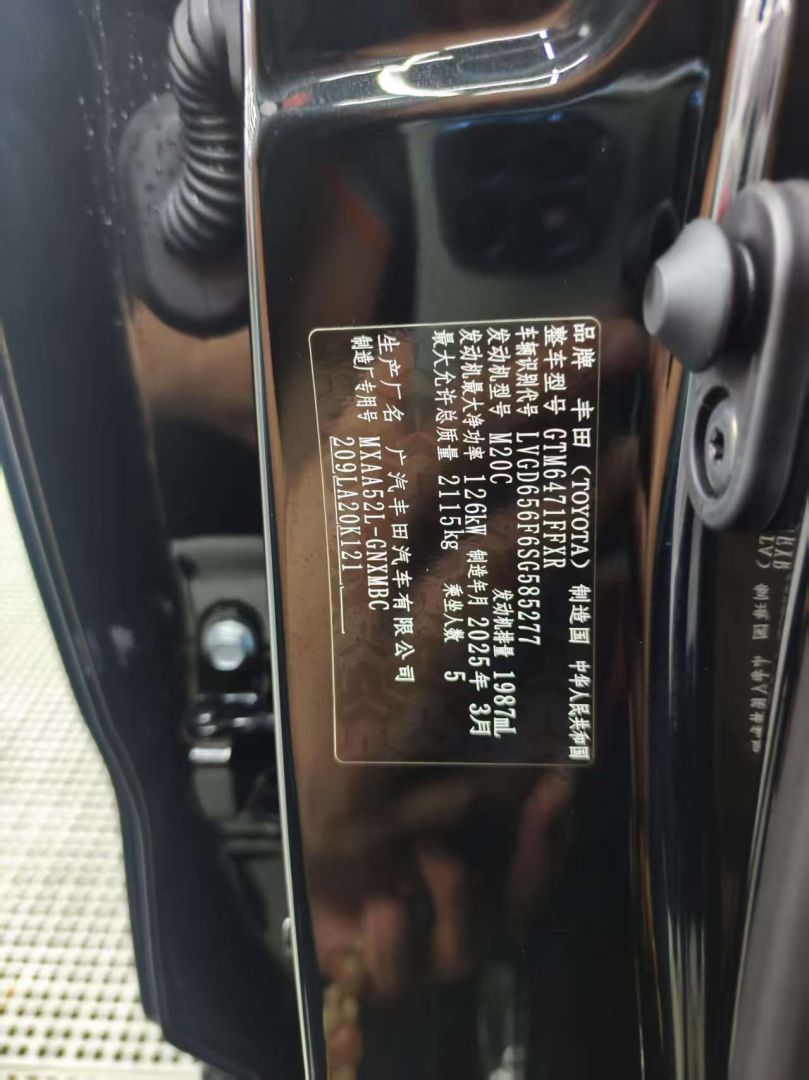 品牌 丰田(TOYOTA) 制造国 中华人民共和国
整车型号 GTM6471FFXR
车辆识别代号 LVGD656F6SG585277
发动机型号 M20C 发动机排量 1987mL
发动机最大净功率 126kW 制造年月 2025年 3月
最大允许总质量 2115kg 乘坐人数 5
生产厂名 广汽丰田汽车有限公司
制造厂专用号 MXAA52L-GNXMBC
209LA20K121